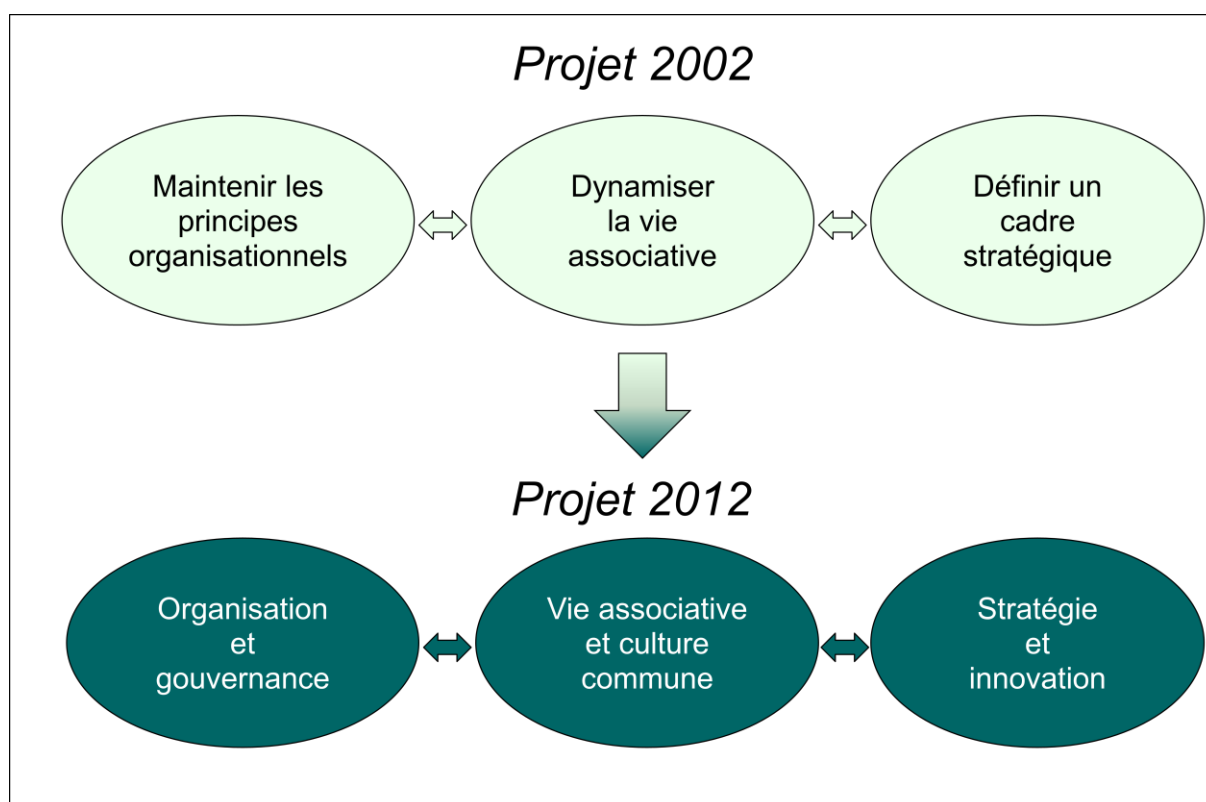 Projet 2002
Maintenir les
principes
organisationnels
Dynamiser
la vie
associative
Définir un
cadre
stratégique
Projet 2012
Organisation
et
gouvernance
Vie associative
et culture
commune
Stratégie
et
innovation